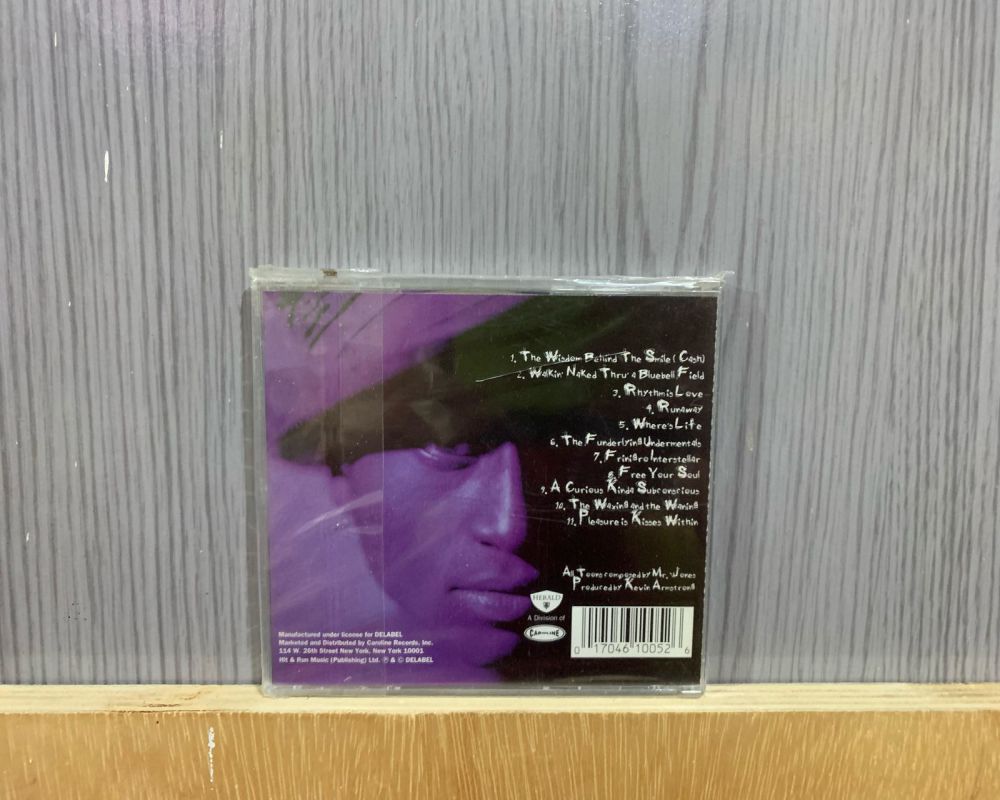 1. The Wisdom Behind The Smile (Cash)
2. Walkin' Naked Thru' a Bluebell Field
3. Rhythm is Love
4. Runaway
5. Where's Life
6. The Funderlying Undermentals
7. Frinigro Interstellar
8. Free Your Soul
9. A Curious Kinda Subconscious
10. The Waxing and the Waning
11. Pleasure is Kisses Within
All Toons composed by Mr. Jones
Produced by Kevin Armstrong
HERALD
A Division of
CAROLINE
0 17046 10052 6
Manufactured under license for DELABEL
Marketed and Distributed by Caroline Records, Inc.
114 W. 26th Street New York, New York 10001
Hit & Run Music (Publishing) Ltd. ℗ & © DELABEL